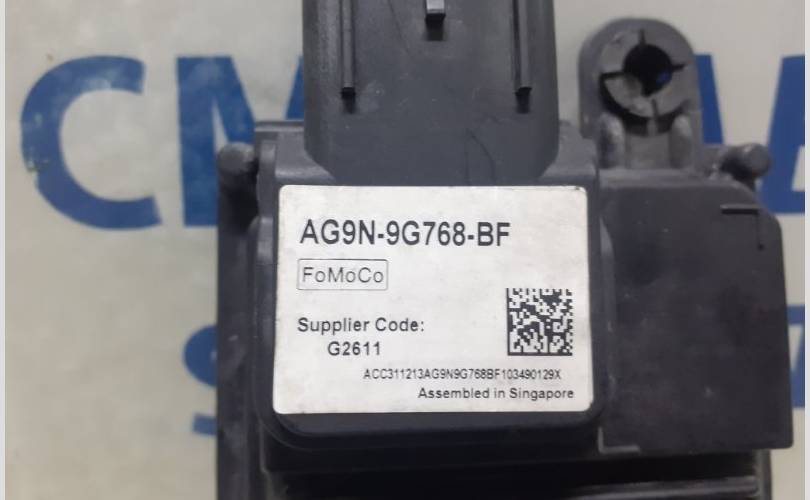 AG9N-9G768-BF
FoMoCo
Supplier Code:
G2611
ACC311213AG9N9G768BF103490129X
Assembled in Singapore